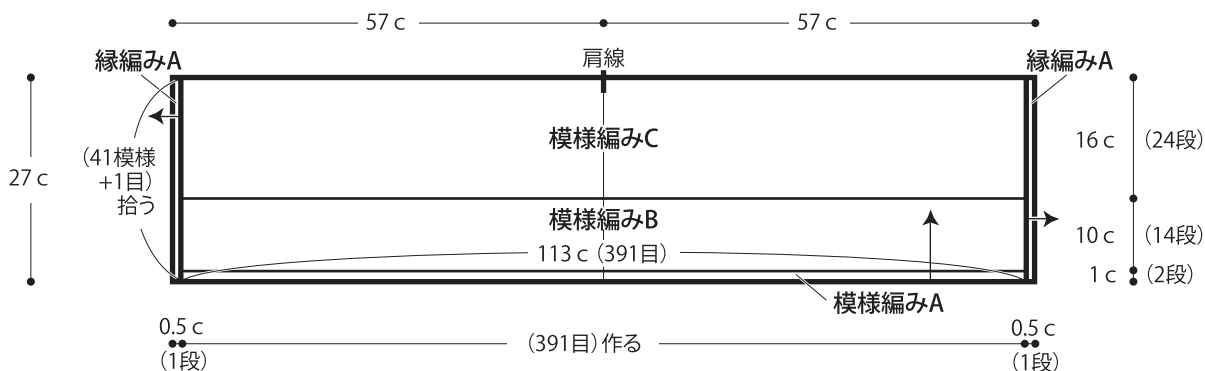 57 c
57 c
肩線
縁編みA
縁編みA
模様編みC
16 c
(24段)
(41模様
+1目)
拾う
27 c
模様編みB
10 c
(14段)
113 c (391目)
1 c
(2段)
模様編みA
0.5 c
(1段)
(391目)作る
0.5 c
(1段)